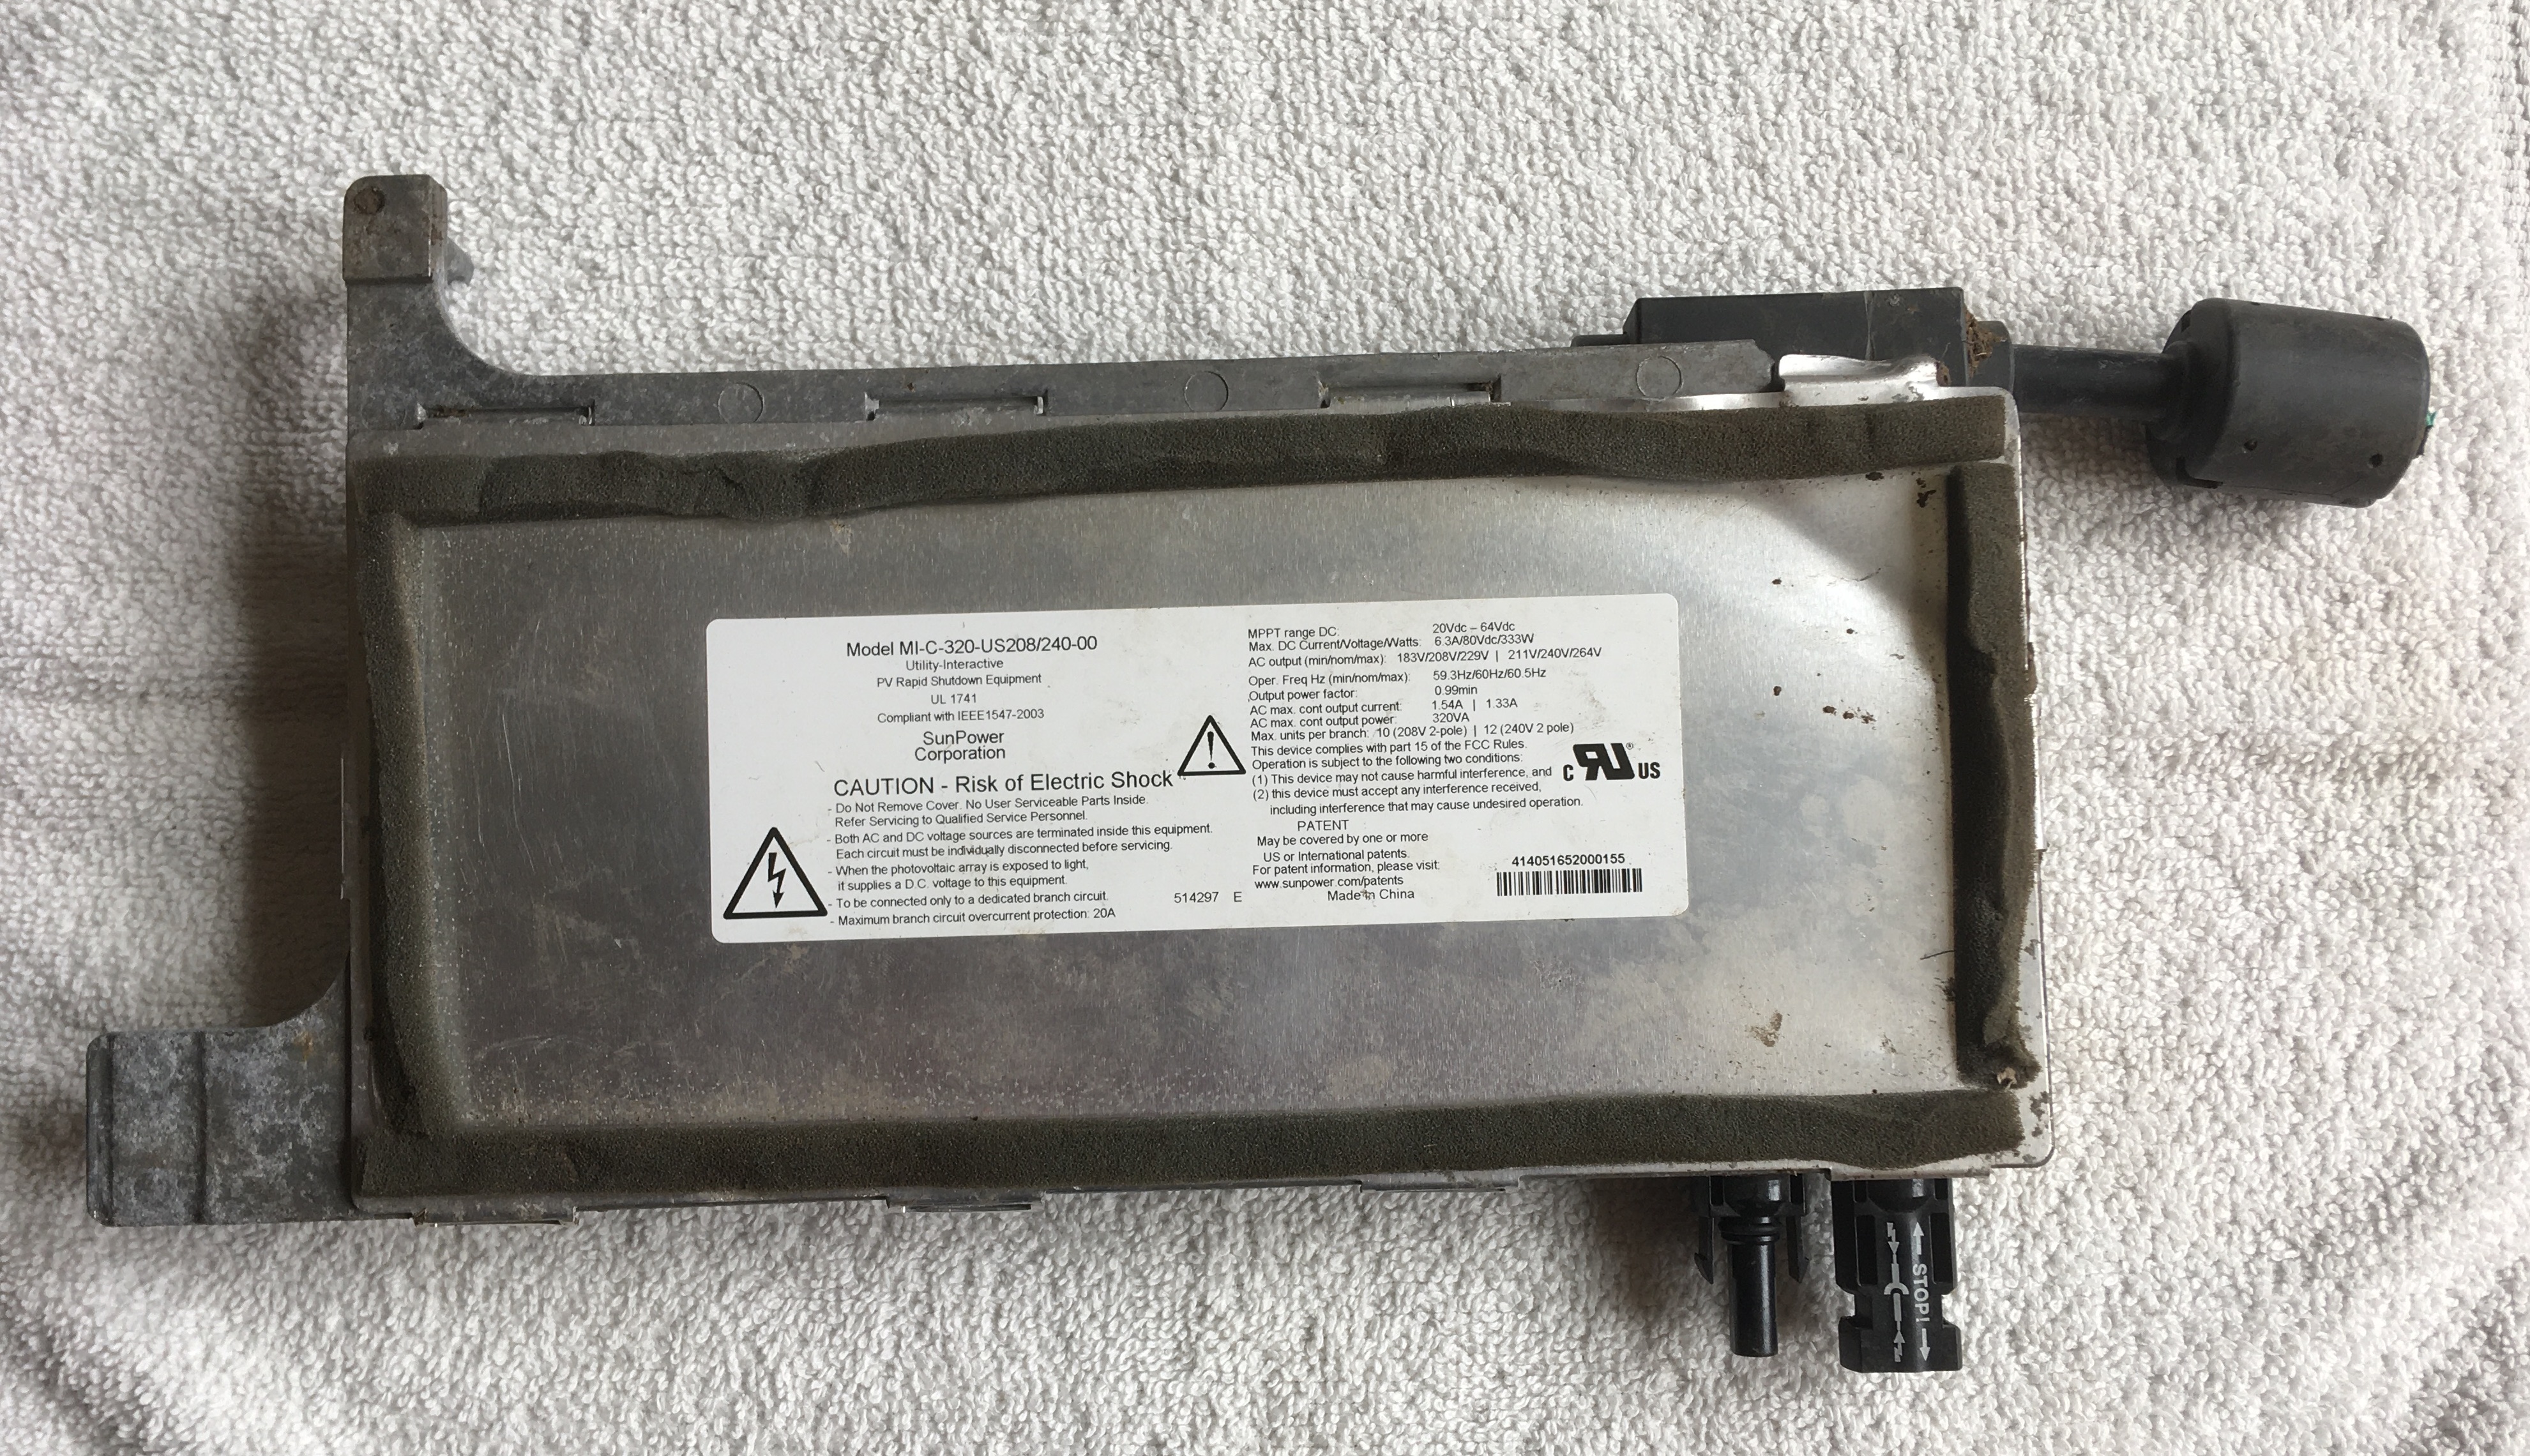 Model MI-C-320-US208/240-00
Utility-Interactive
PV Rapid Shutdown Equipment
UL 1741
Compliant with IEEE1547-2003
SunPower
Corporation
CAUTION - Risk of Electric Shock
- Do Not Remove Cover. No User Serviceable Parts Inside.
Refer Servicing to Qualified Service Personnel.
- Both AC and DC voltage sources are terminated inside this equipment.
Each circuit must be individually disconnected before servicing.
- When the photovoltaic array is exposed to light,
it supplies a D.C. voltage to this equipment.
- To be connected only to a dedicated branch circuit.
- Maximum branch circuit overcurrent protection: 20A
514297 E
MPPT range DC: 20Vdc – 64Vdc
Max. DC Current/Voltage/Watts: 6.3A/80Vdc/333W
AC output (min/nom/max): 183V/208V/229V | 211V/240V/264V
Oper. Freq Hz (min/nom/max): 59.3Hz/60Hz/60.5Hz
Output power factor: 0.99min
AC max. cont output current: 1.54A | 1.33A
AC max. cont output power: 320VA
Max. units per branch: 10 (208V 2-pole) | 12 (240V 2 pole)
This device complies with part 15 of the FCC Rules.
Operation is subject to the following two conditions:
(1) This device may not cause harmful interference, and
(2) this device must accept any interference received,
including interference that may cause undesired operation.
C RU ® US
PATENT
May be covered by one or more
US or International patents.
For patent information, please visit:
www.sunpower.com/patents
Made in China
414051652000155
STOP!